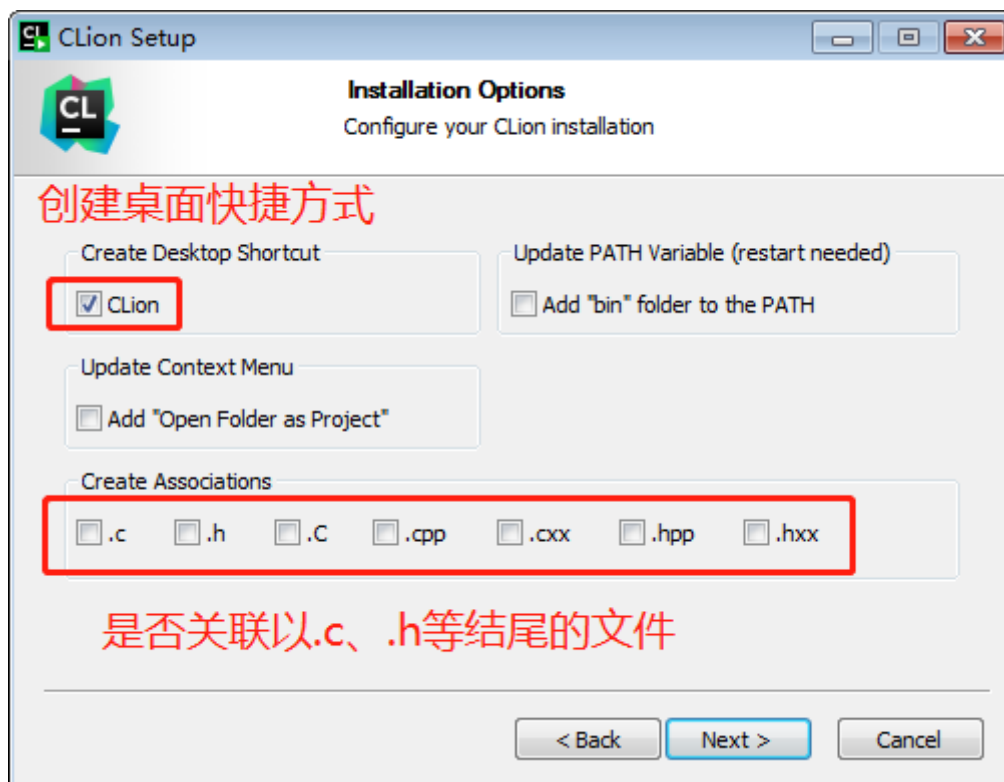 CL CLion Setup
CL
Installation Options
Configure your CLion installation
创建桌面快捷方式
Create Desktop Shortcut
CLion
Update PATH Variable (restart needed)
Add "bin" folder to the PATH
Update Context Menu
Add "Open Folder as Project"
Create Associations
.c .h .C .cpp .cxx .hpp .hxx
是否关联以.c、.h等结尾的文件
< Back Next > Cancel